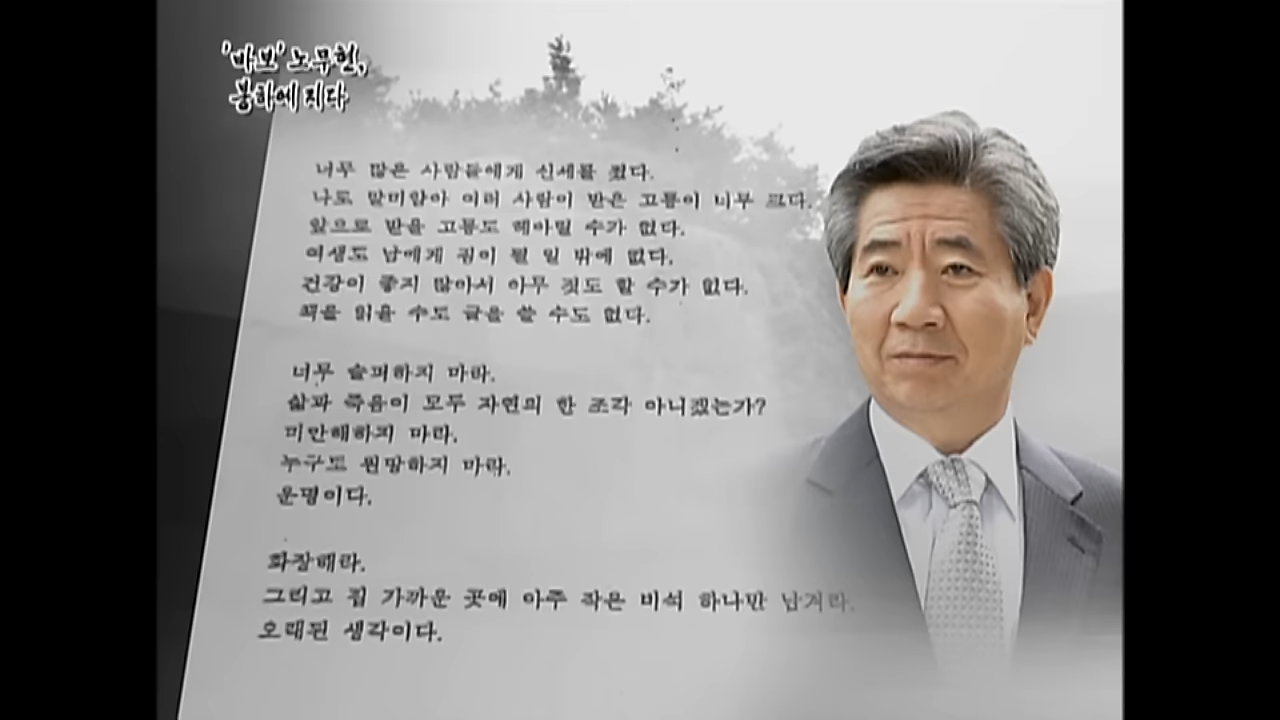 '바보' 노무현,
봉하에 지다
너무 많은 사람들에게 신세를 졌다.
나로 말미암아 여러 사람이 받은 고통이 너무 크다.
앞으로 받을 고통도 헤아릴 수가 없다.
여생도 남에게 짐이 될 일 밖에 없다.
건강이 좋지 않아서 아무 것도 할 수가 없다.
책을 읽을 수도 글을 쓸 수도 없다.
너무 슬퍼하지 마라.
삶과 죽음이 모두 자연의 한 조각 아니겠는가?
미안해하지 마라.
누구도 원망하지 마라.
운명이다.
화장해라.
그리고 집 가까운 곳에 아주 작은 비석 하나만 남겨라.
오래된 생각이다.